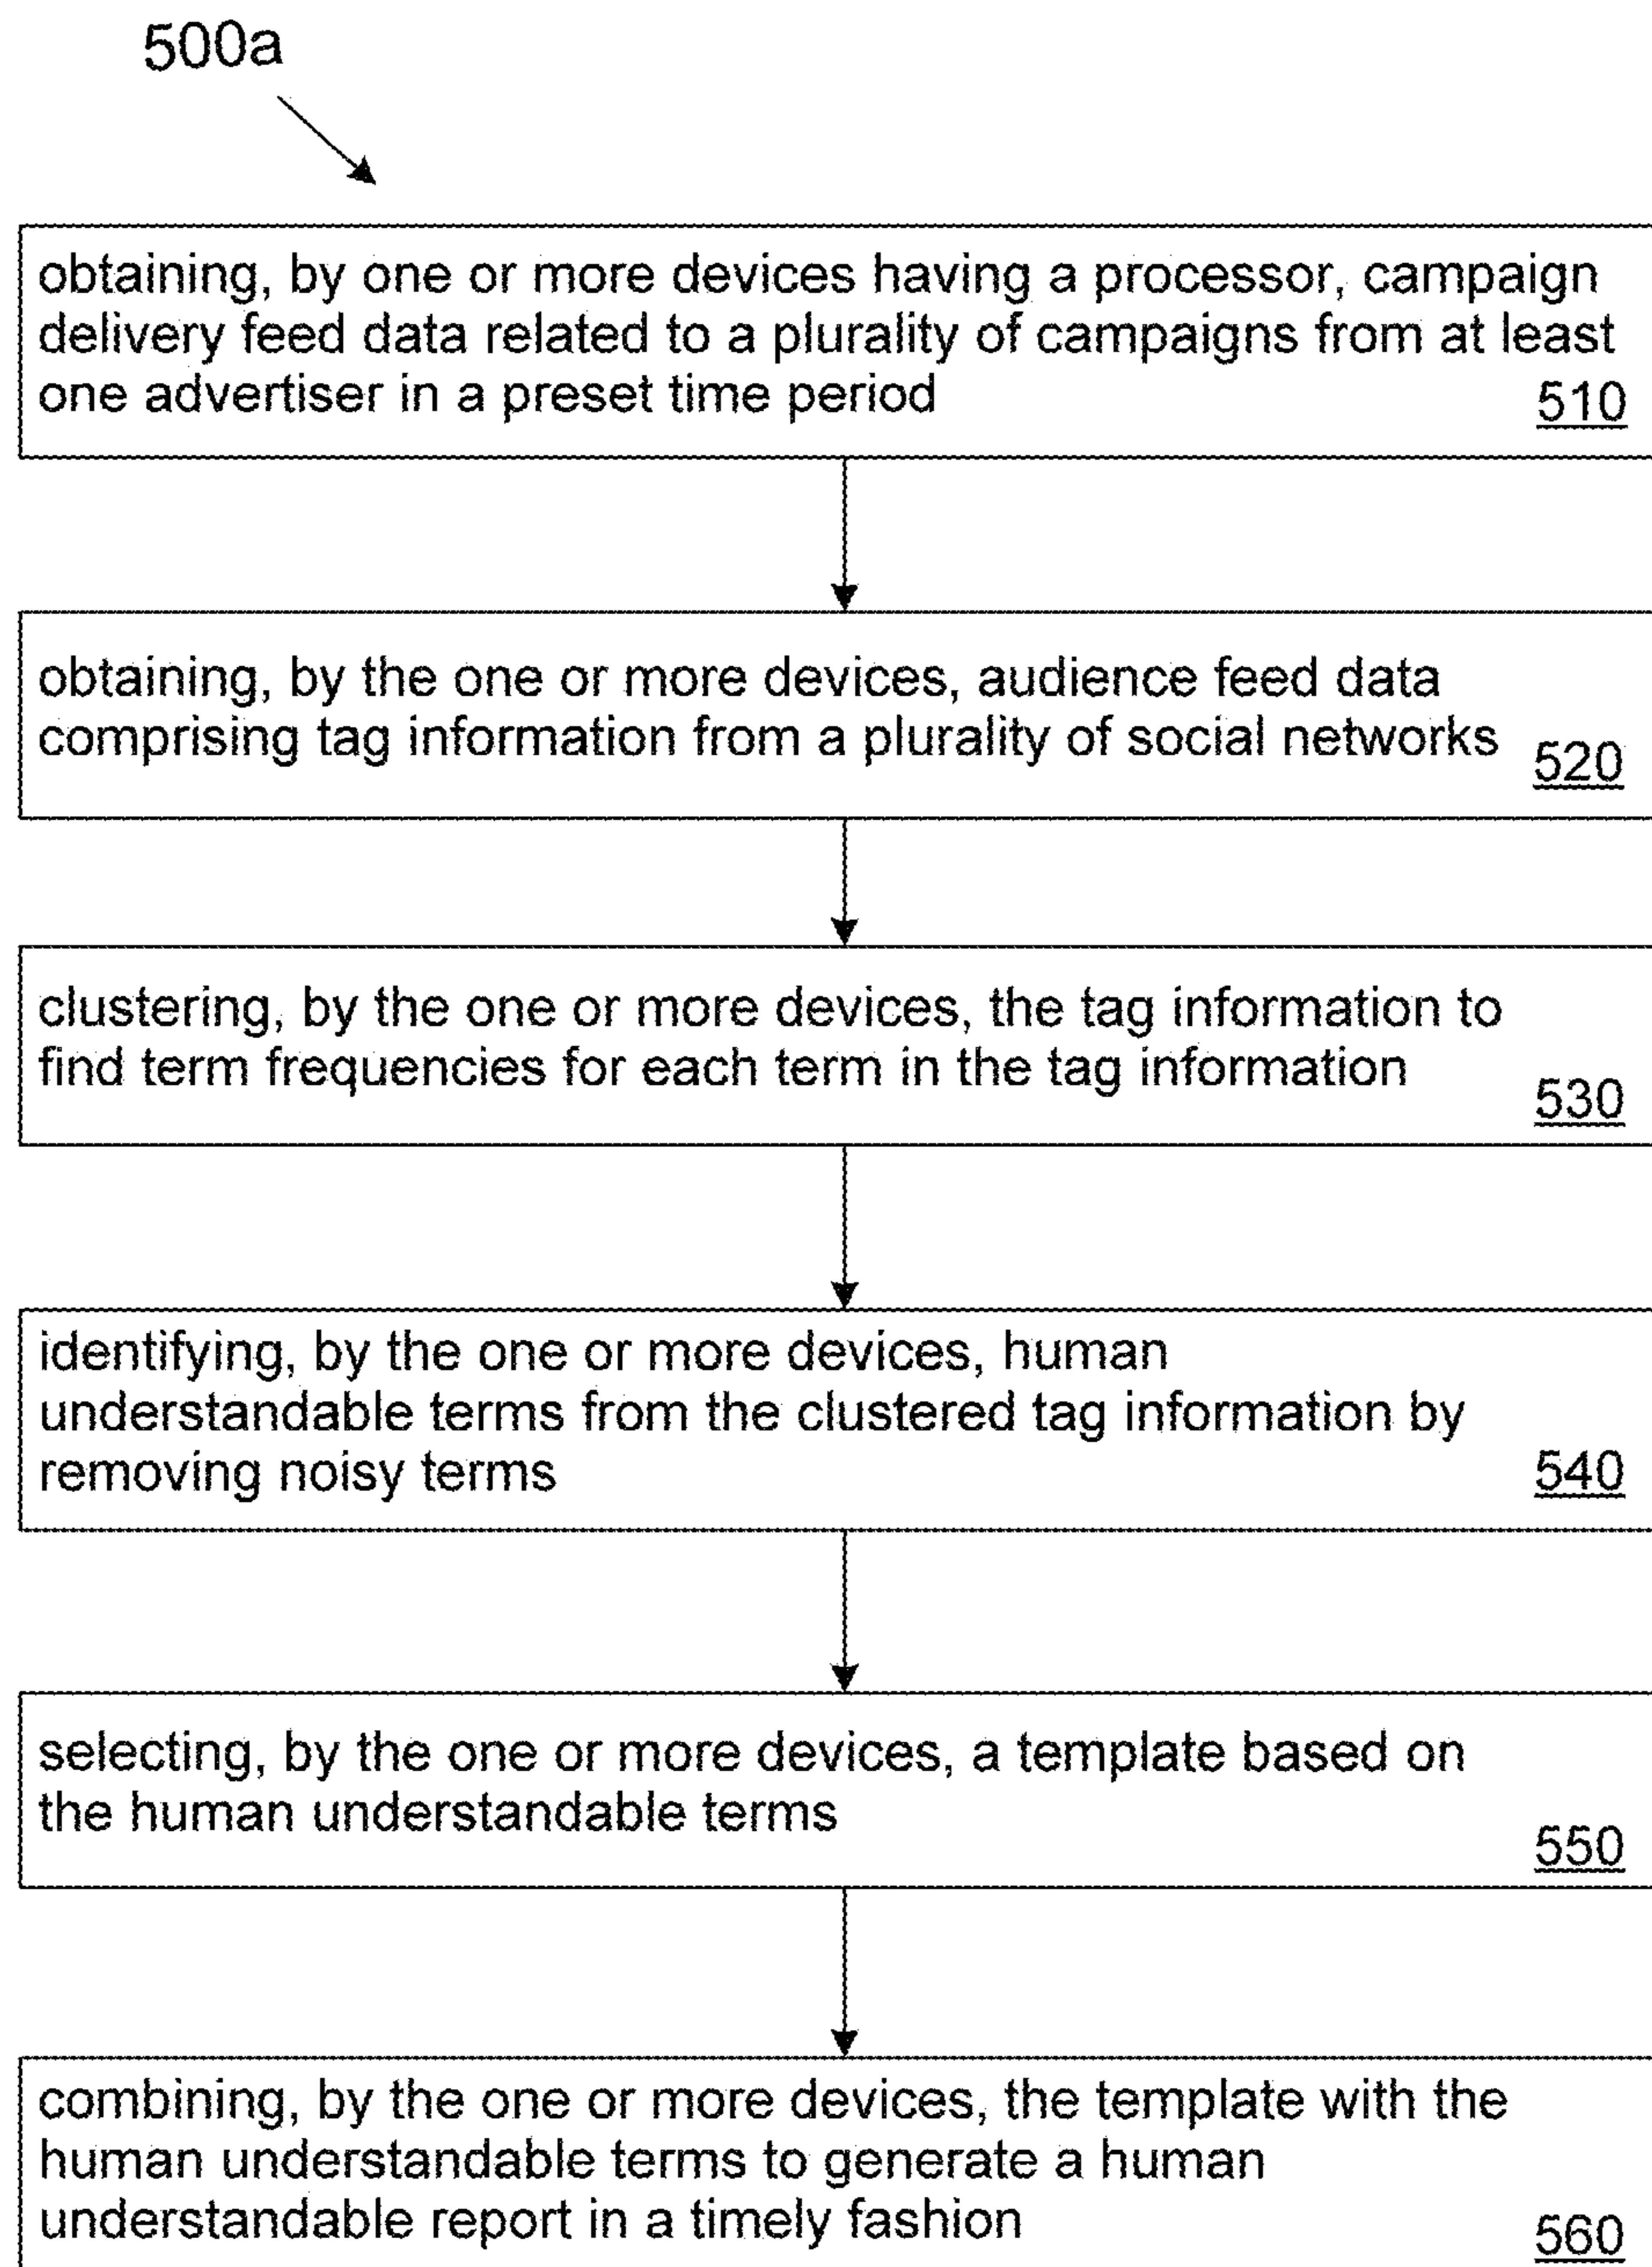 500a
obtaining, by one or more devices having a processor, campaign
delivery feed data related to a plurality of campaigns from at least
one advertiser in a preset time period
510
obtaining, by the one or more devices, audience feed data
comprising tag information from a plurality of social networks
520
clustering, by the one or more devices, the tag information to
find term frequencies for each term in the tag information
530
identifying, by the one or more devices, human
understandable terms from the clustered tag information by
removing noisy terms
540
selecting, by the one or more devices, a template based on
the human understandable terms
550
combining, by the one or more devices, the template with the
human understandable terms to generate a human
understandable report in a timely fashion
560